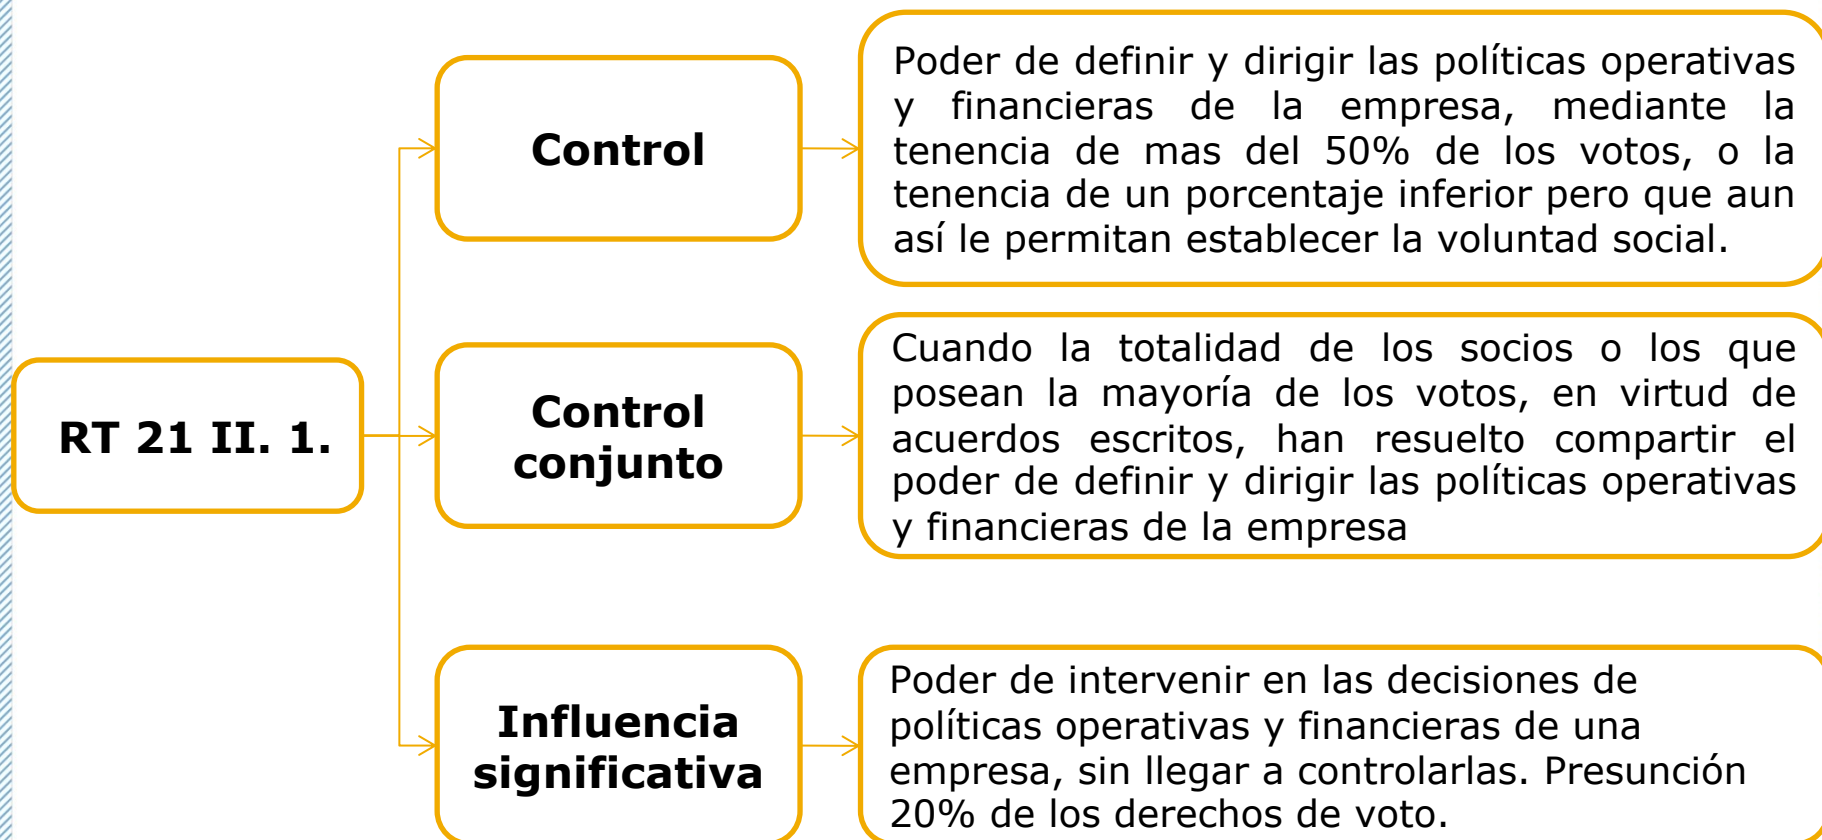 RT 21 II. 1.
Control
Poder de definir y dirigir las políticas operativas
y financieras de la empresa, mediante la
tenencia de mas del 50% de los votos, o la
tenencia de un porcentaje inferior pero que aun
así le permitan establecer la voluntad social.
Control
conjunto
Cuando la totalidad de los socios o los que
posean la mayoría de los votos, en virtud de
acuerdos escritos, han resuelto compartir el
poder de definir y dirigir las políticas operativas
y financieras de la empresa
Influencia
significativa
Poder de intervenir en las decisiones de
políticas operativas y financieras de una
empresa, sin llegar a controlarlas. Presunción
20% de los derechos de voto.